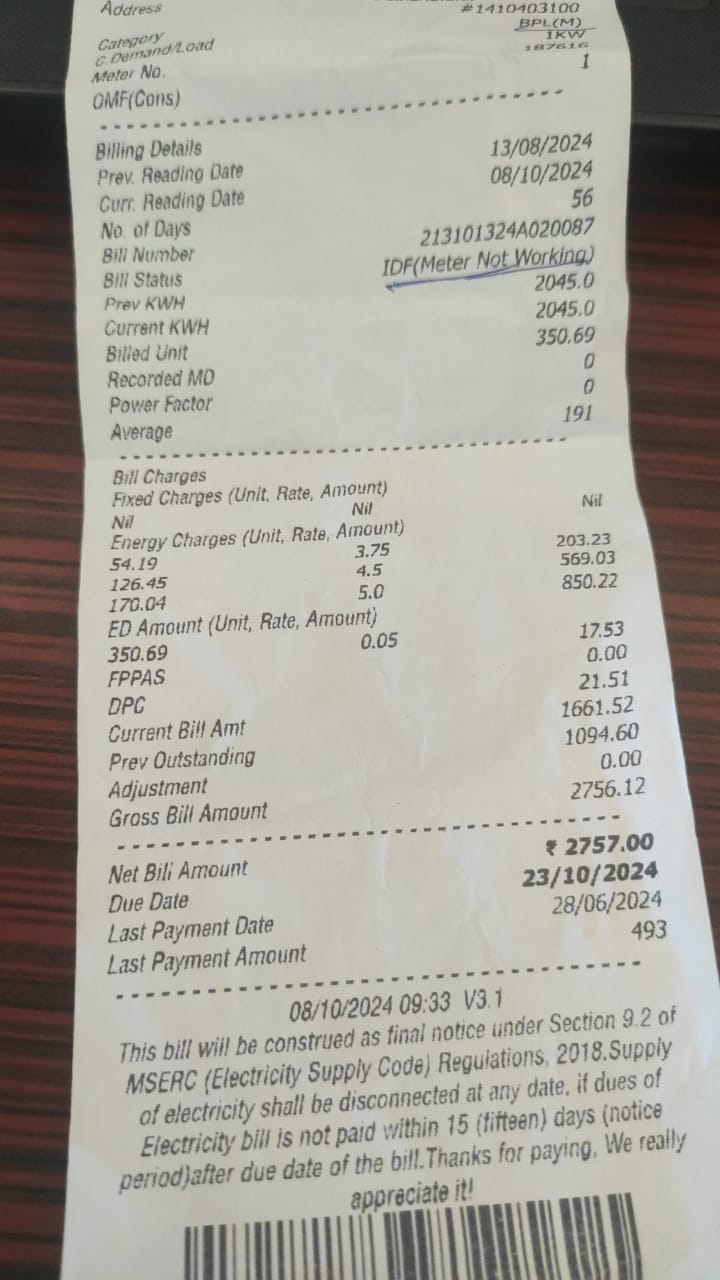 Address
#1410403100
Category BPL(M)
C. Demand/Load 1KW
Meter No. 187616
OMF(Cons) 1
Billing Details
Prev. Reading Date 13/08/2024
Curr. Reading Date 08/10/2024
No. of Days 56
Bill Number 213101324A020087
Bill Status IDF(Meter Not Working)
Prev KWH 2045.0
Current KWH 2045.0
Billed Unit 350.69
Recorded MD 0
Power Factor 0
Average 191
Bill Charges
Fixed Charges (Unit, Rate, Amount)
Nil Nil Nil
Energy Charges (Unit, Rate, Amount)
54.19 3.75 203.23
126.45 4.5 569.03
170.04 5.0 850.22
ED Amount (Unit, Rate, Amount)
350.69 0.05 17.53
FPPAS 0.00
DPC 21.51
Current Bill Amt 1661.52
Prev Outstanding 1094.60
Adjustment 0.00
Gross Bill Amount 2756.12
Net Bill Amount ₹ 2757.00
Due Date 23/10/2024
Last Payment Date 28/06/2024
Last Payment Amount 493
08/10/2024 09:33 V3.1
This bill will be construed as final notice under Section 9.2 of
MSERC (Electricity Supply Code) Regulations, 2018.Supply
of electricity shall be disconnected at any date, if dues of
Electricity bill is not paid within 15 (fifteen) days (notice
period)after due date of the bill.Thanks for paying, We really
appreciate it!